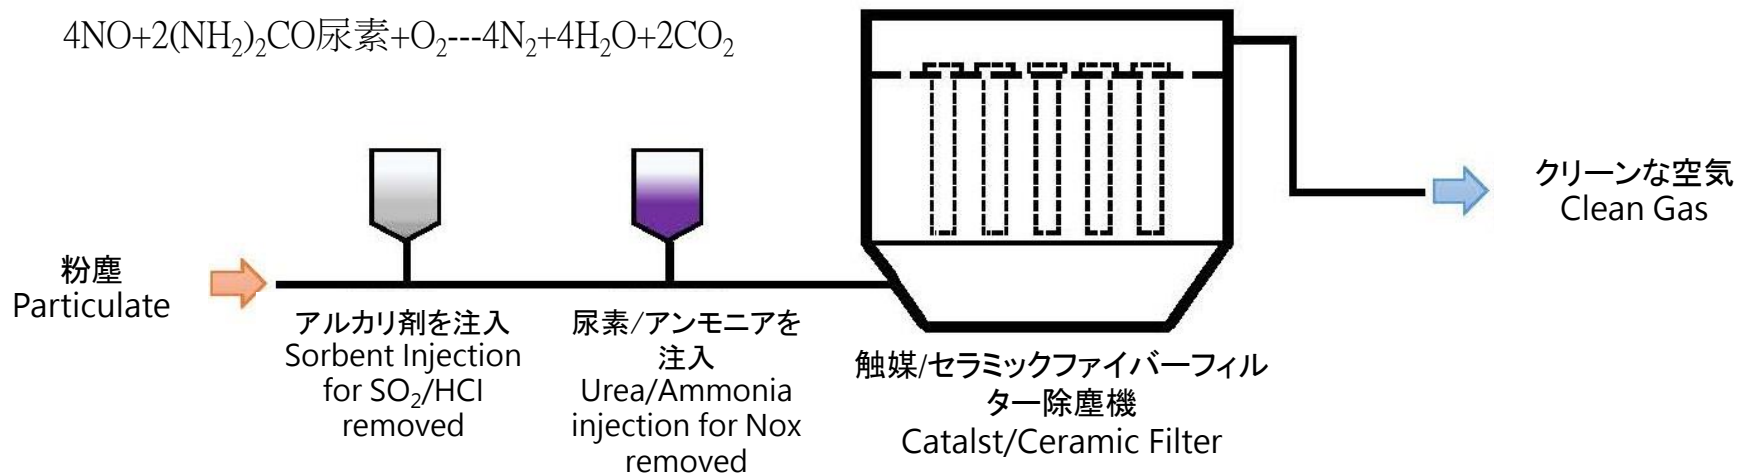 4NO+2(NH₂)₂CO尿素+O₂---4N₂+4H₂O+2CO₂
クリーンな空気
Clean Gas
粉塵
Particulate
アルカリ剤を注入
Sorbent Injection
for SO₂/HCI
removed
尿素/アンモニアを
注入
Urea/Ammonia
injection for Nox
removed
触媒/セラミックファイバーフィル
ター除塵機
Catalst/Ceramic Filter